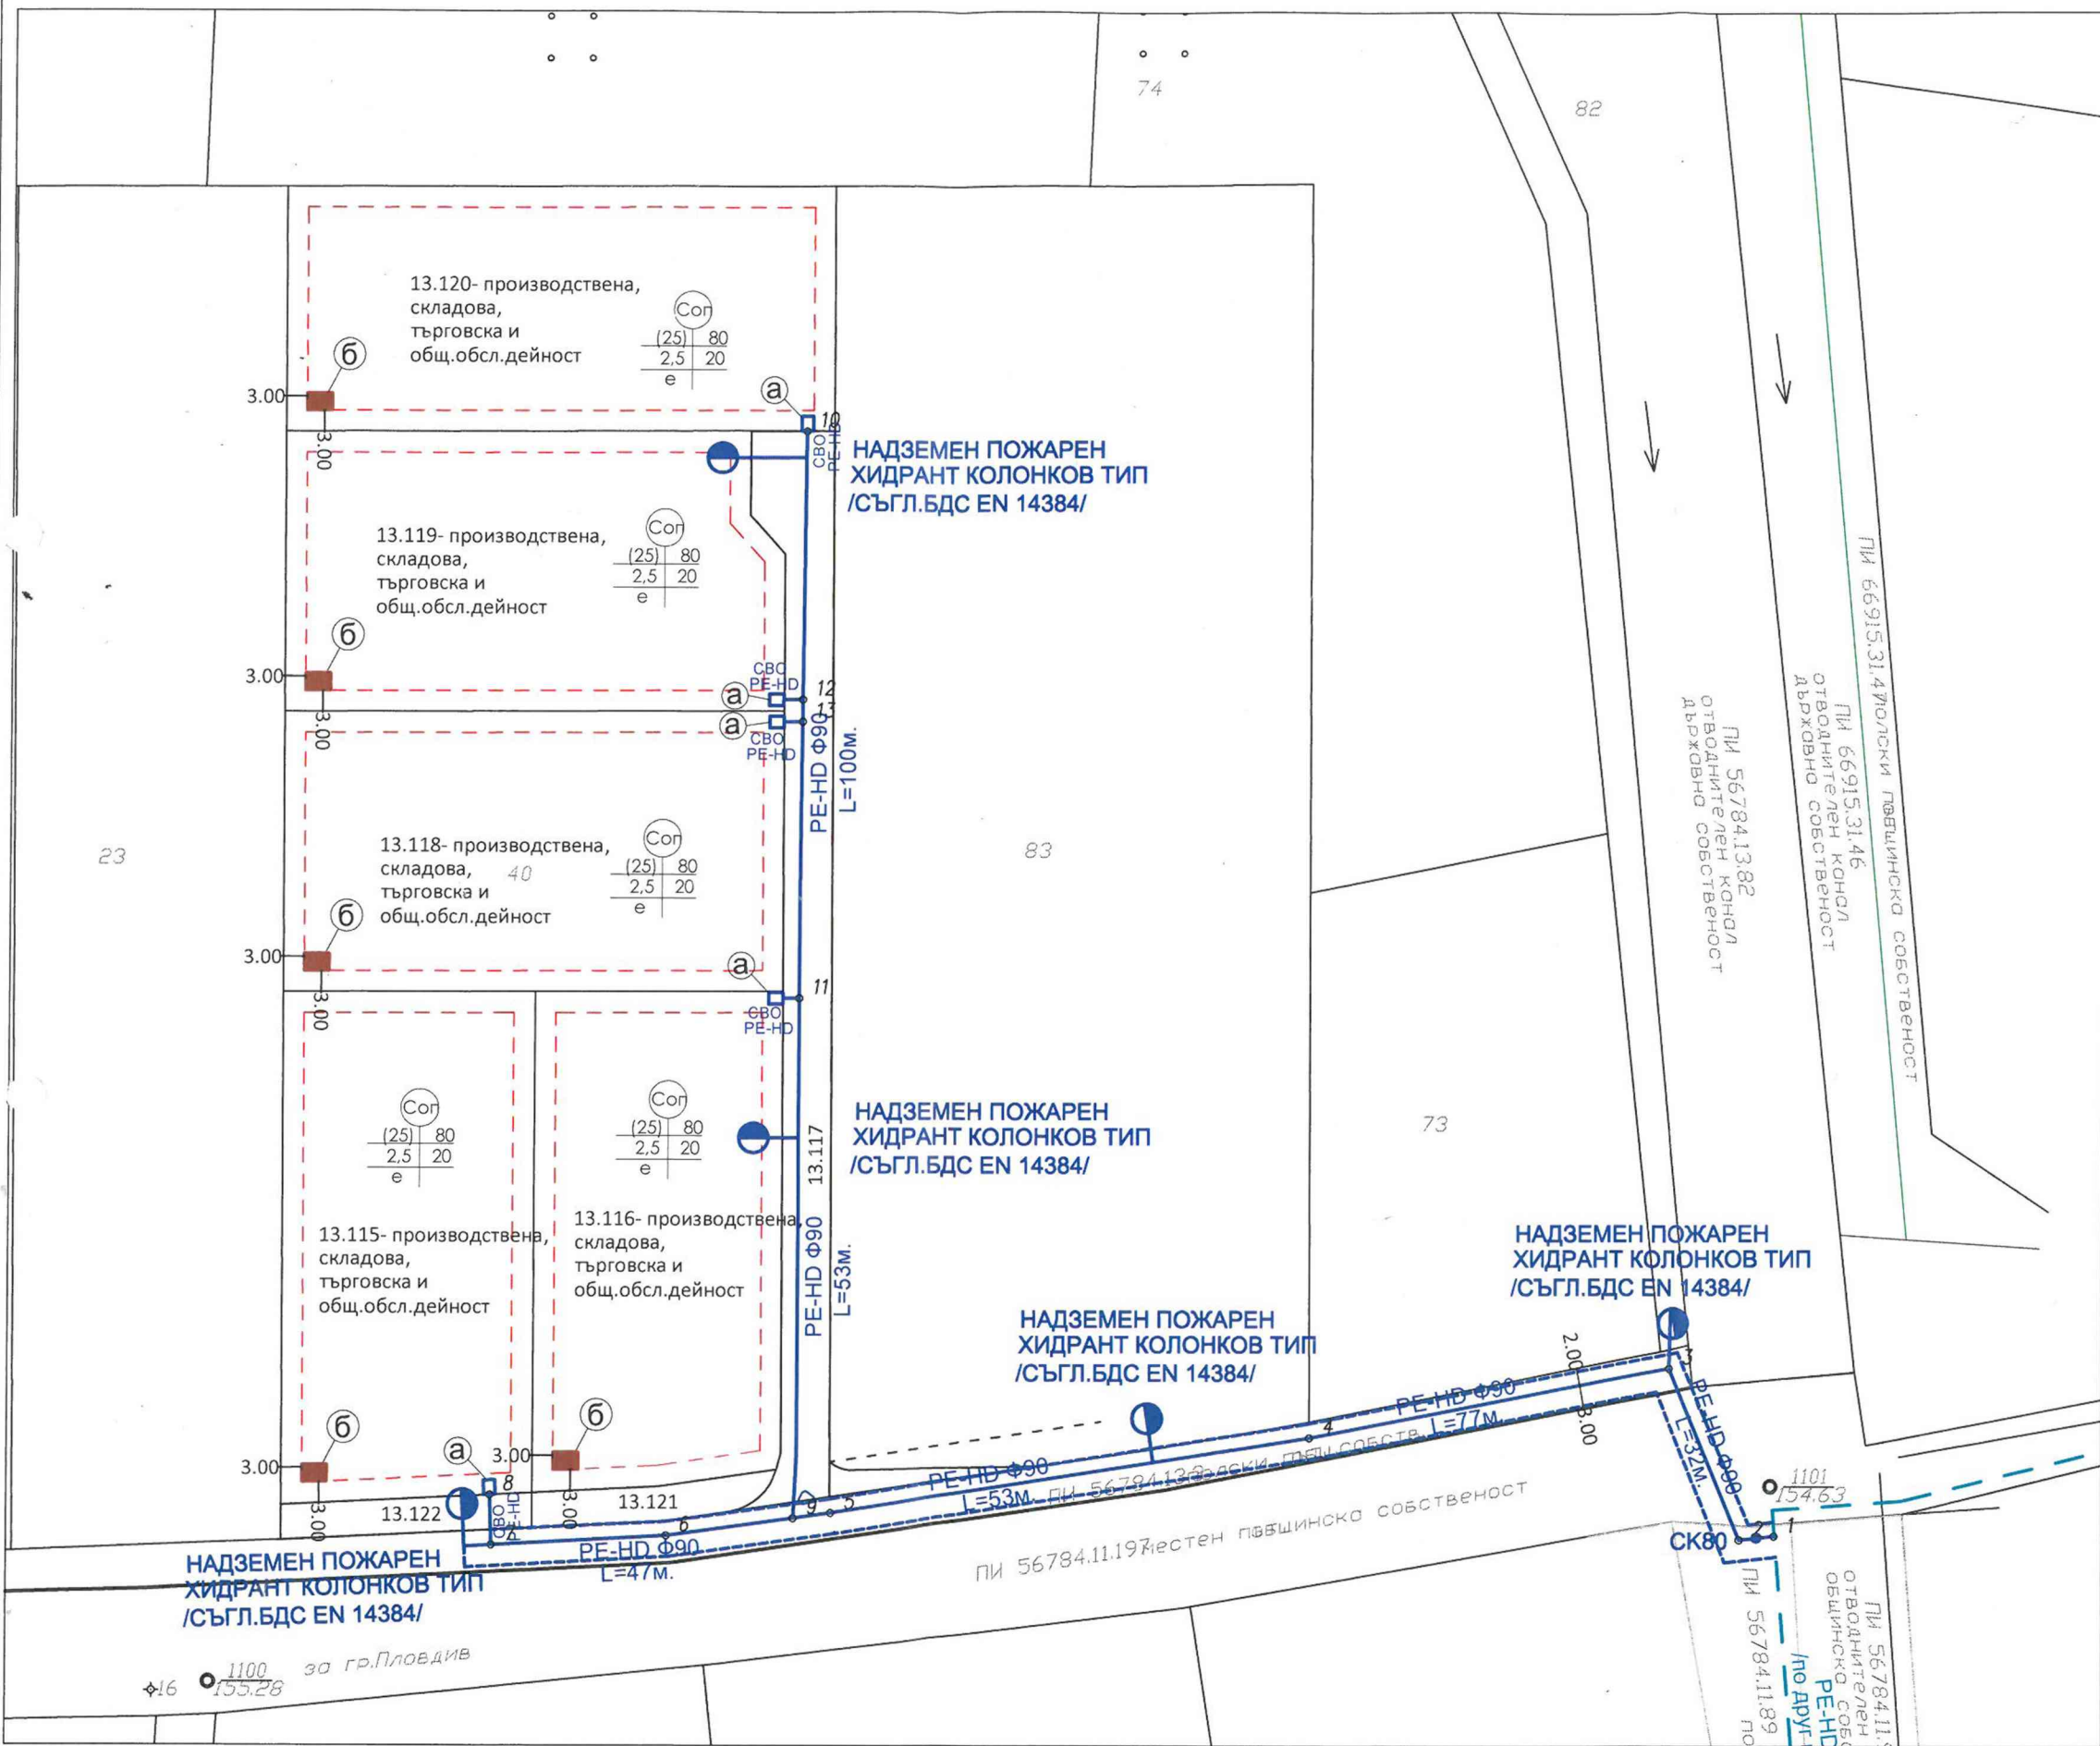 74
82
13.120- производствена,
складова,
търговска и
общ.обсл.дейност
Соп
(25) 80
2,5 20
е
б
а
3.00
3.00
10
СВО
PE-HD
НАДЗЕМЕН ПОЖАРЕН
ХИДРАНТ КОЛОНКОВ ТИП
/СЪГЛ.БДС EN 14384/
13.119- производствена,
складова,
търговска и
общ.обсл.дейност
Соп
(25) 80
2,5 20
е
б
3.00
3.00
СВО
PE-HD
а
12
а
13
СВО
PE-HD
PE-HD Ф90
L=100м.
13.118- производствена,
складова,
търговска и
общ.обсл.дейност
40
Соп
(25) 80
2,5 20
е
23
83
б
3.00
3.00
а
11
СВО
PE-HD
ПИ 56784.13.82
отводнителен канал
държавна собственост
ПИ 66915.31.46
отводнителен канал
държавна собственост
ПИ 66915.31.47
собственост
Соп
(25) 80
2,5 20
е
13.115- производствена,
складова,
търговска и
общ.обсл.дейност
Соп
(25) 80
2,5 20
е
13.116- производствена,
складова,
търговска и
общ.обсл.дейност
13.117
PE-HD Ф90
L=53м.
НАДЗЕМЕН ПОЖАРЕН
ХИДРАНТ КОЛОНКОВ ТИП
/СЪГЛ.БДС EN 14384/
73
НАДЗЕМЕН ПОЖАРЕН
ХИДРАНТ КОЛОНКОВ ТИП
/СЪГЛ.БДС EN 14384/
НАДЗЕМЕН ПОЖАРЕН
ХИДРАНТ КОЛОНКОВ ТИП
/СЪГЛ.БДС EN 14384/
2.00
3.00
3
PE-HD Ф90
L=32м.
PE-HD Ф90
L=77м.
4
PE-HD Ф90
L=53м.
5
9
6
PE-HD Ф90
L=47м.
б
3.00
3.00
б
3.00
3.00
а
8
СВО
PE-HD
13.122
13.121
НАДЗЕМЕН ПОЖАРЕН
ХИДРАНТ КОЛОНКОВ ТИП
/СЪГЛ.БДС EN 14384/
ПИ 56784.11.197
собственост
1101
154.63
СК80
2
1
ПИ 56784.11.89
/по друг
PE-HD
отводнителен
16
1100
155.28
за гр.Пловдив